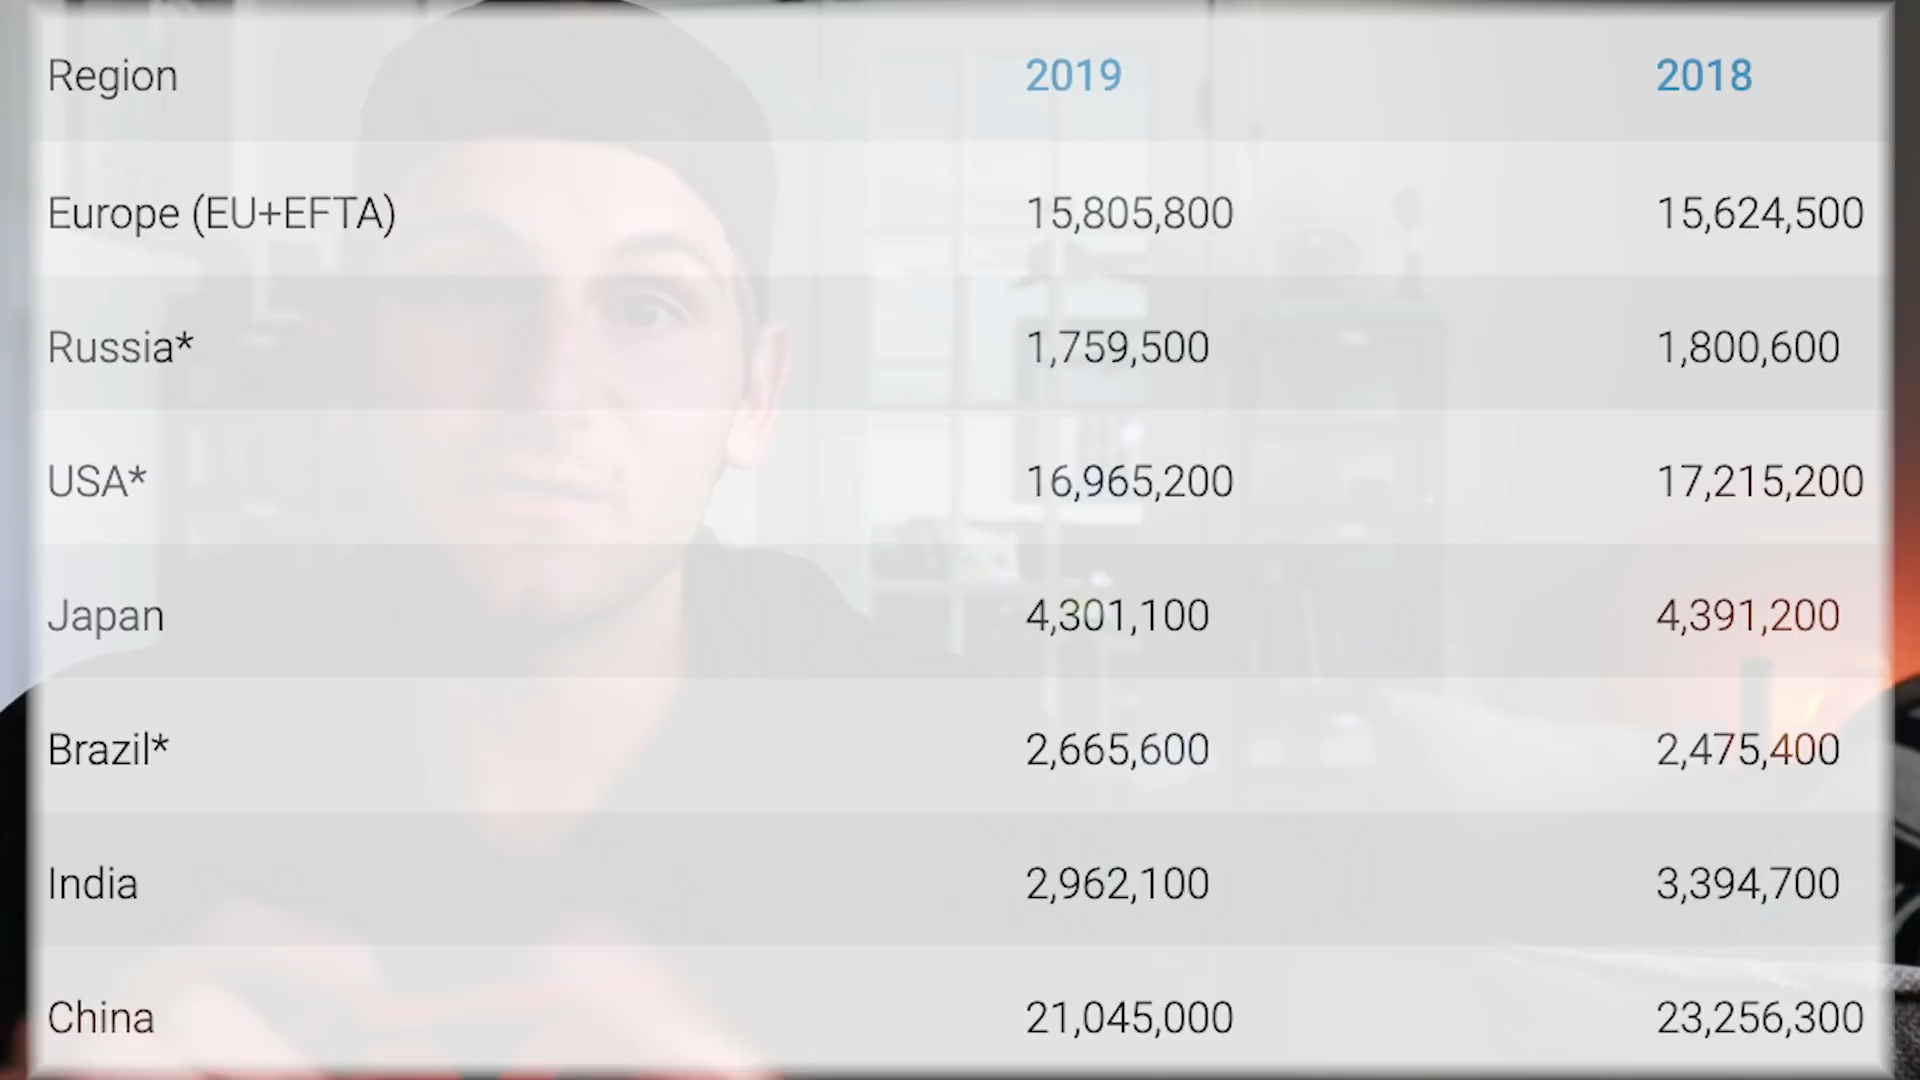 Region 2019 2018
Europe (EU+EFTA) 15,805,800 15,624,500
Russia* 1,759,500 1,800,600
USA* 16,965,200 17,215,200
Japan 4,301,100 4,391,200
Brazil* 2,665,600 2,475,400
India 2,962,100 3,394,700
China 21,045,000 23,256,300